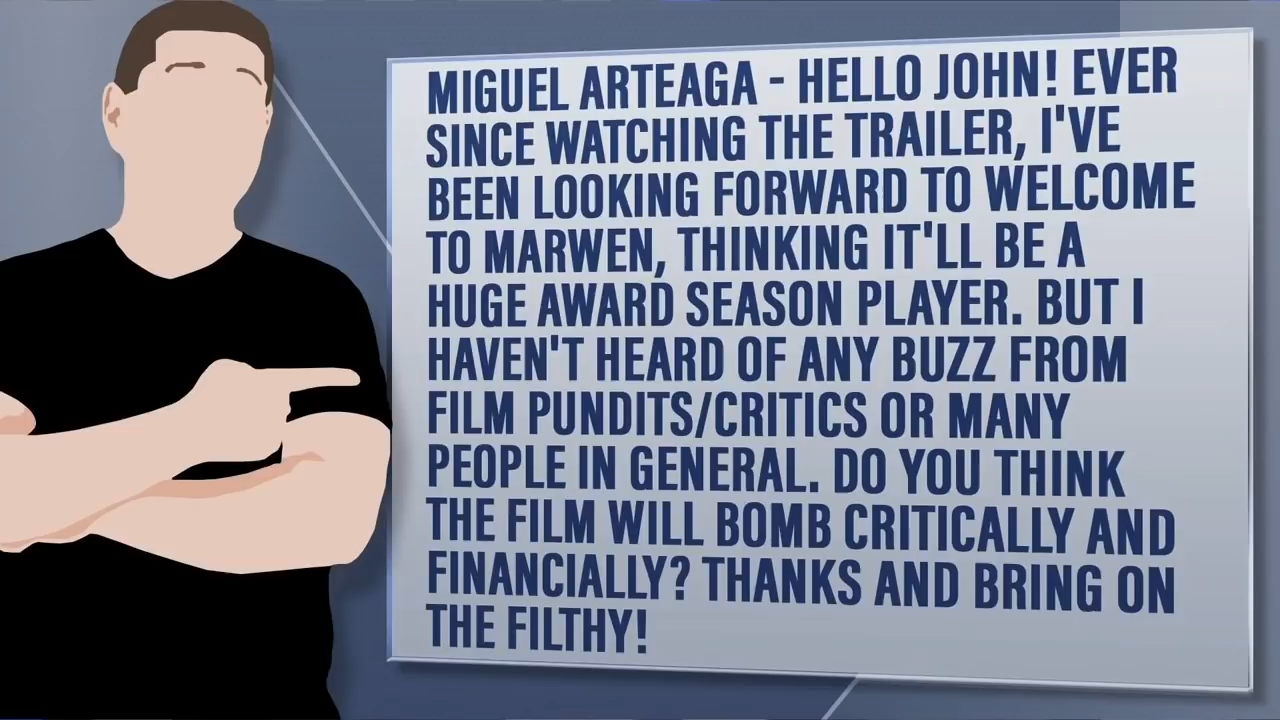 MIGUEL ARTEAGA - HELLO JOHN! EVER
SINCE WATCHING THE TRAILER, I'VE
BEEN LOOKING FORWARD TO WELCOME
TO MARWEN, THINKING IT'LL BE A
HUGE AWARD SEASON PLAYER. BUT I
HAVEN'T HEARD OF ANY BUZZ FROM
FILM PUNDITS/CRITICS OR MANY
PEOPLE IN GENERAL. DO YOU THINK
THE FILM WILL BOMB CRITICALLY AND
FINANCIALLY? THANKS AND BRING ON
THE FILTHY!